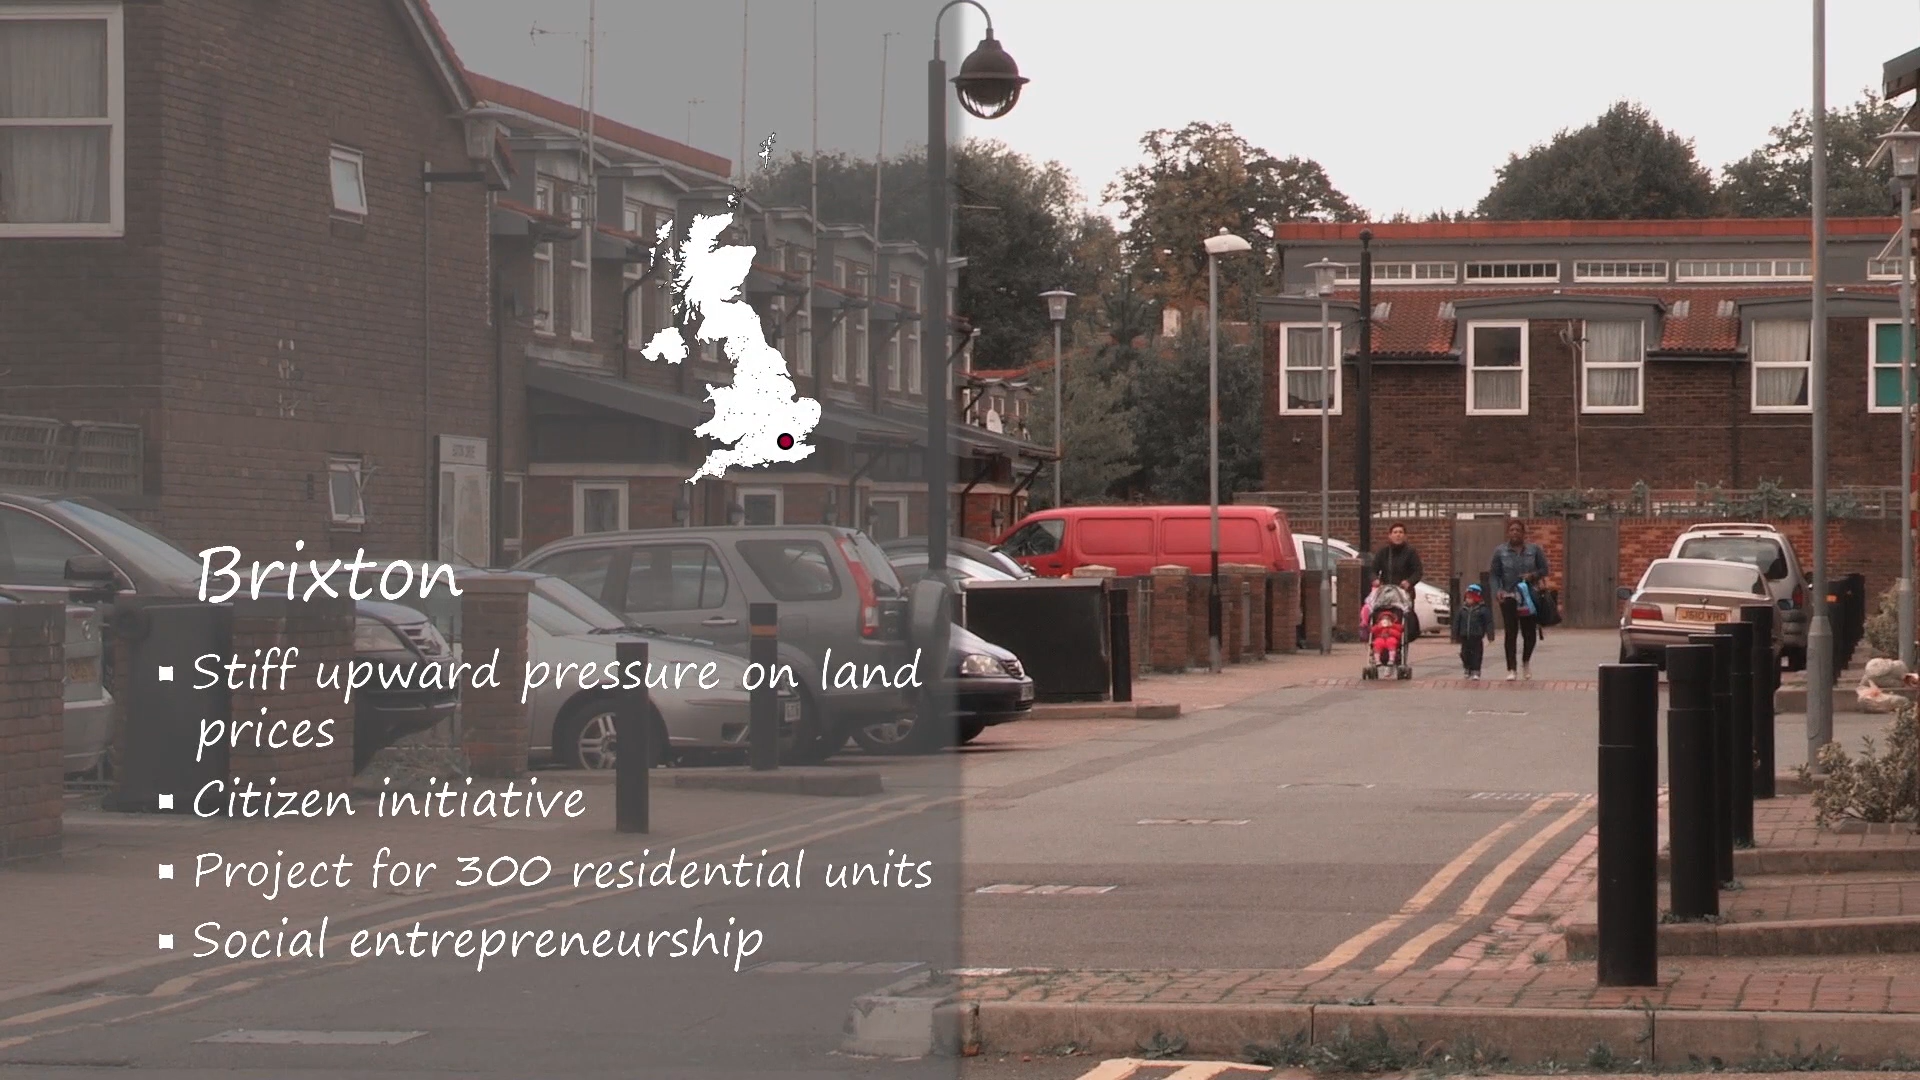 Brixton
▪ Stiff upward pressure on land
prices
▪ Citizen initiative
▪ Project for 300 residential units
▪ Social entrepreneurship